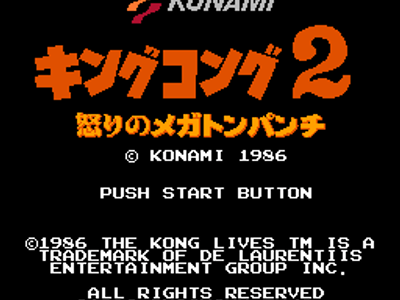 KONAMI
キングコング2
怒りのメガトンパンチ
© KONAMI 1986
PUSH START BUTTON
©1986 THE KONG LIVES TM IS A
TRADEMARK OF DE LAURENTIIS
ENTERTAINMENT GROUP INC.
ALL RIGHTS RESERVED